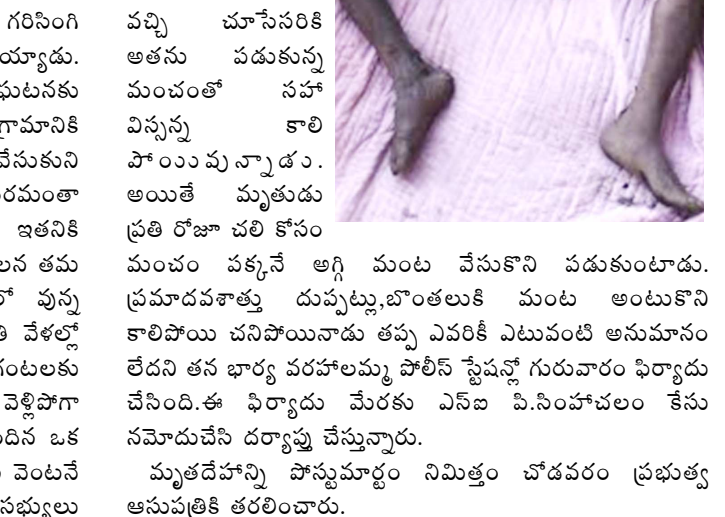 గరిసింగి
య్యాడు.
ఘటనకు
గ్రామానికి
వేసుకుని
రమంతా
ఇతనికి
లన తమ
లో వున్న
తి వేళల్లో
గంటలకు
వెళ్లిపోగా
ందిన ఒక
వెంటనే
సభ్యులు
వచ్చి చూసేసరికి
అతను పడుకున్న
మంచంతో సహా
విస్సన్న కాలి
పోయివున్నాడు.
అయితే మృతుడు
ప్రతి రోజూ చలి కోసం
మంచం పక్కనే అగ్గి మంట వేసుకొని పడుకుంటాడు.
ప్రమాదవశాత్తు దుప్పట్లు,బొంతలుకి మంట అంటుకొని
కాలిపోయి చనిపోయినాడు తప్ప ఎవరికీ ఎటువంటి అనుమానం
లేదని తన భార్య వరహాలమ్మ పోలీస్ స్టేషన్లో గురువారం ఫిర్యాదు
చేసింది.ఈ ఫిర్యాదు మేరకు ఎస్ఐ పి.సింహాచలం కేసు
నమోదుచేసి దర్యాప్తు చేస్తున్నారు.
మృతదేహాన్ని పోస్టుమార్టం నిమిత్తం చోడవరం ప్రభుత్వ
ఆసుపత్రికి తరలించారు.